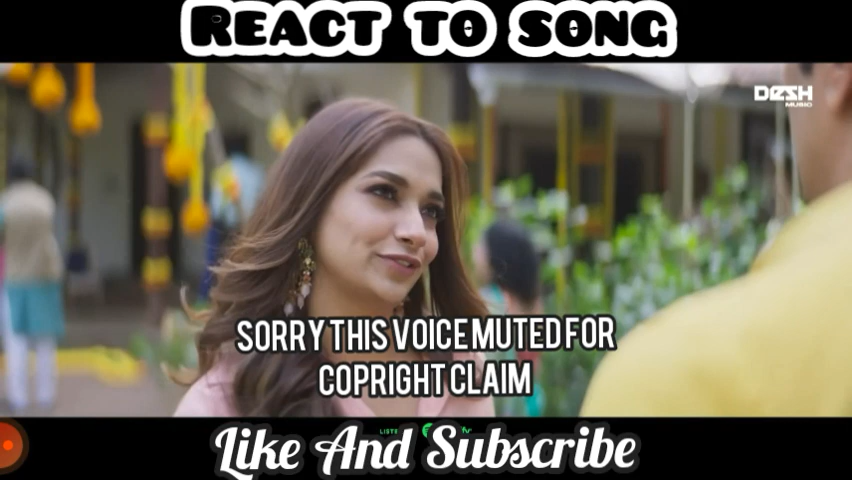 REACT TO SONG
DESH
MUSIC
SORRY THIS VOICE MUTED FOR
COPRIGHT CLAIM
Like And Subscribe